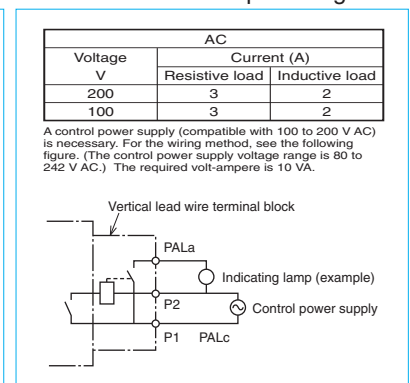 AC
Voltage Current (A)
V Resistive load Inductive load
200 3 2
100 3 2
A control power supply (compatible with 100 to 200 V AC)
is necessary. For the wiring method, see the following
figure. (The control power supply voltage range is 80 to
242 V AC.) The required volt-ampere is 10 VA.
Vertical lead wire terminal block
PALa
Indicating lamp (example)
P2
Control power supply
P1 PALc